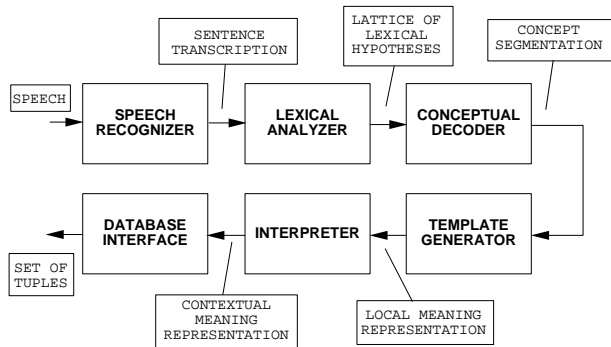 SENTENCE
TRANSCRIPTION
LATTICE OF
LEXICAL
HYPOTHESES
CONCEPT
SEGMENTATION
SPEECH
SPEECH
RECOGNIZER
LEXICAL
ANALYZER
CONCEPTUAL
DECODER
DATABASE
INTERFACE
INTERPRETER
TEMPLATE
GENERATOR
SET OF
TUPLES
CONTEXTUAL
MEANING
REPRESENTATION
LOCAL MEANING
REPRESENTATION